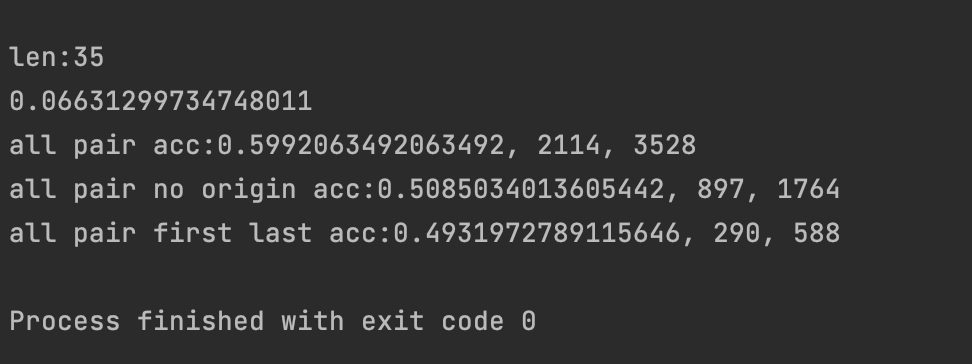 len:35
0.06631299734748011
all pair acc:0.5992063492063492, 2114, 3528
all pair no origin acc:0.5085034013605442, 897, 1764
all pair first last acc:0.4931972789115646, 290, 588
Process finished with exit code 0